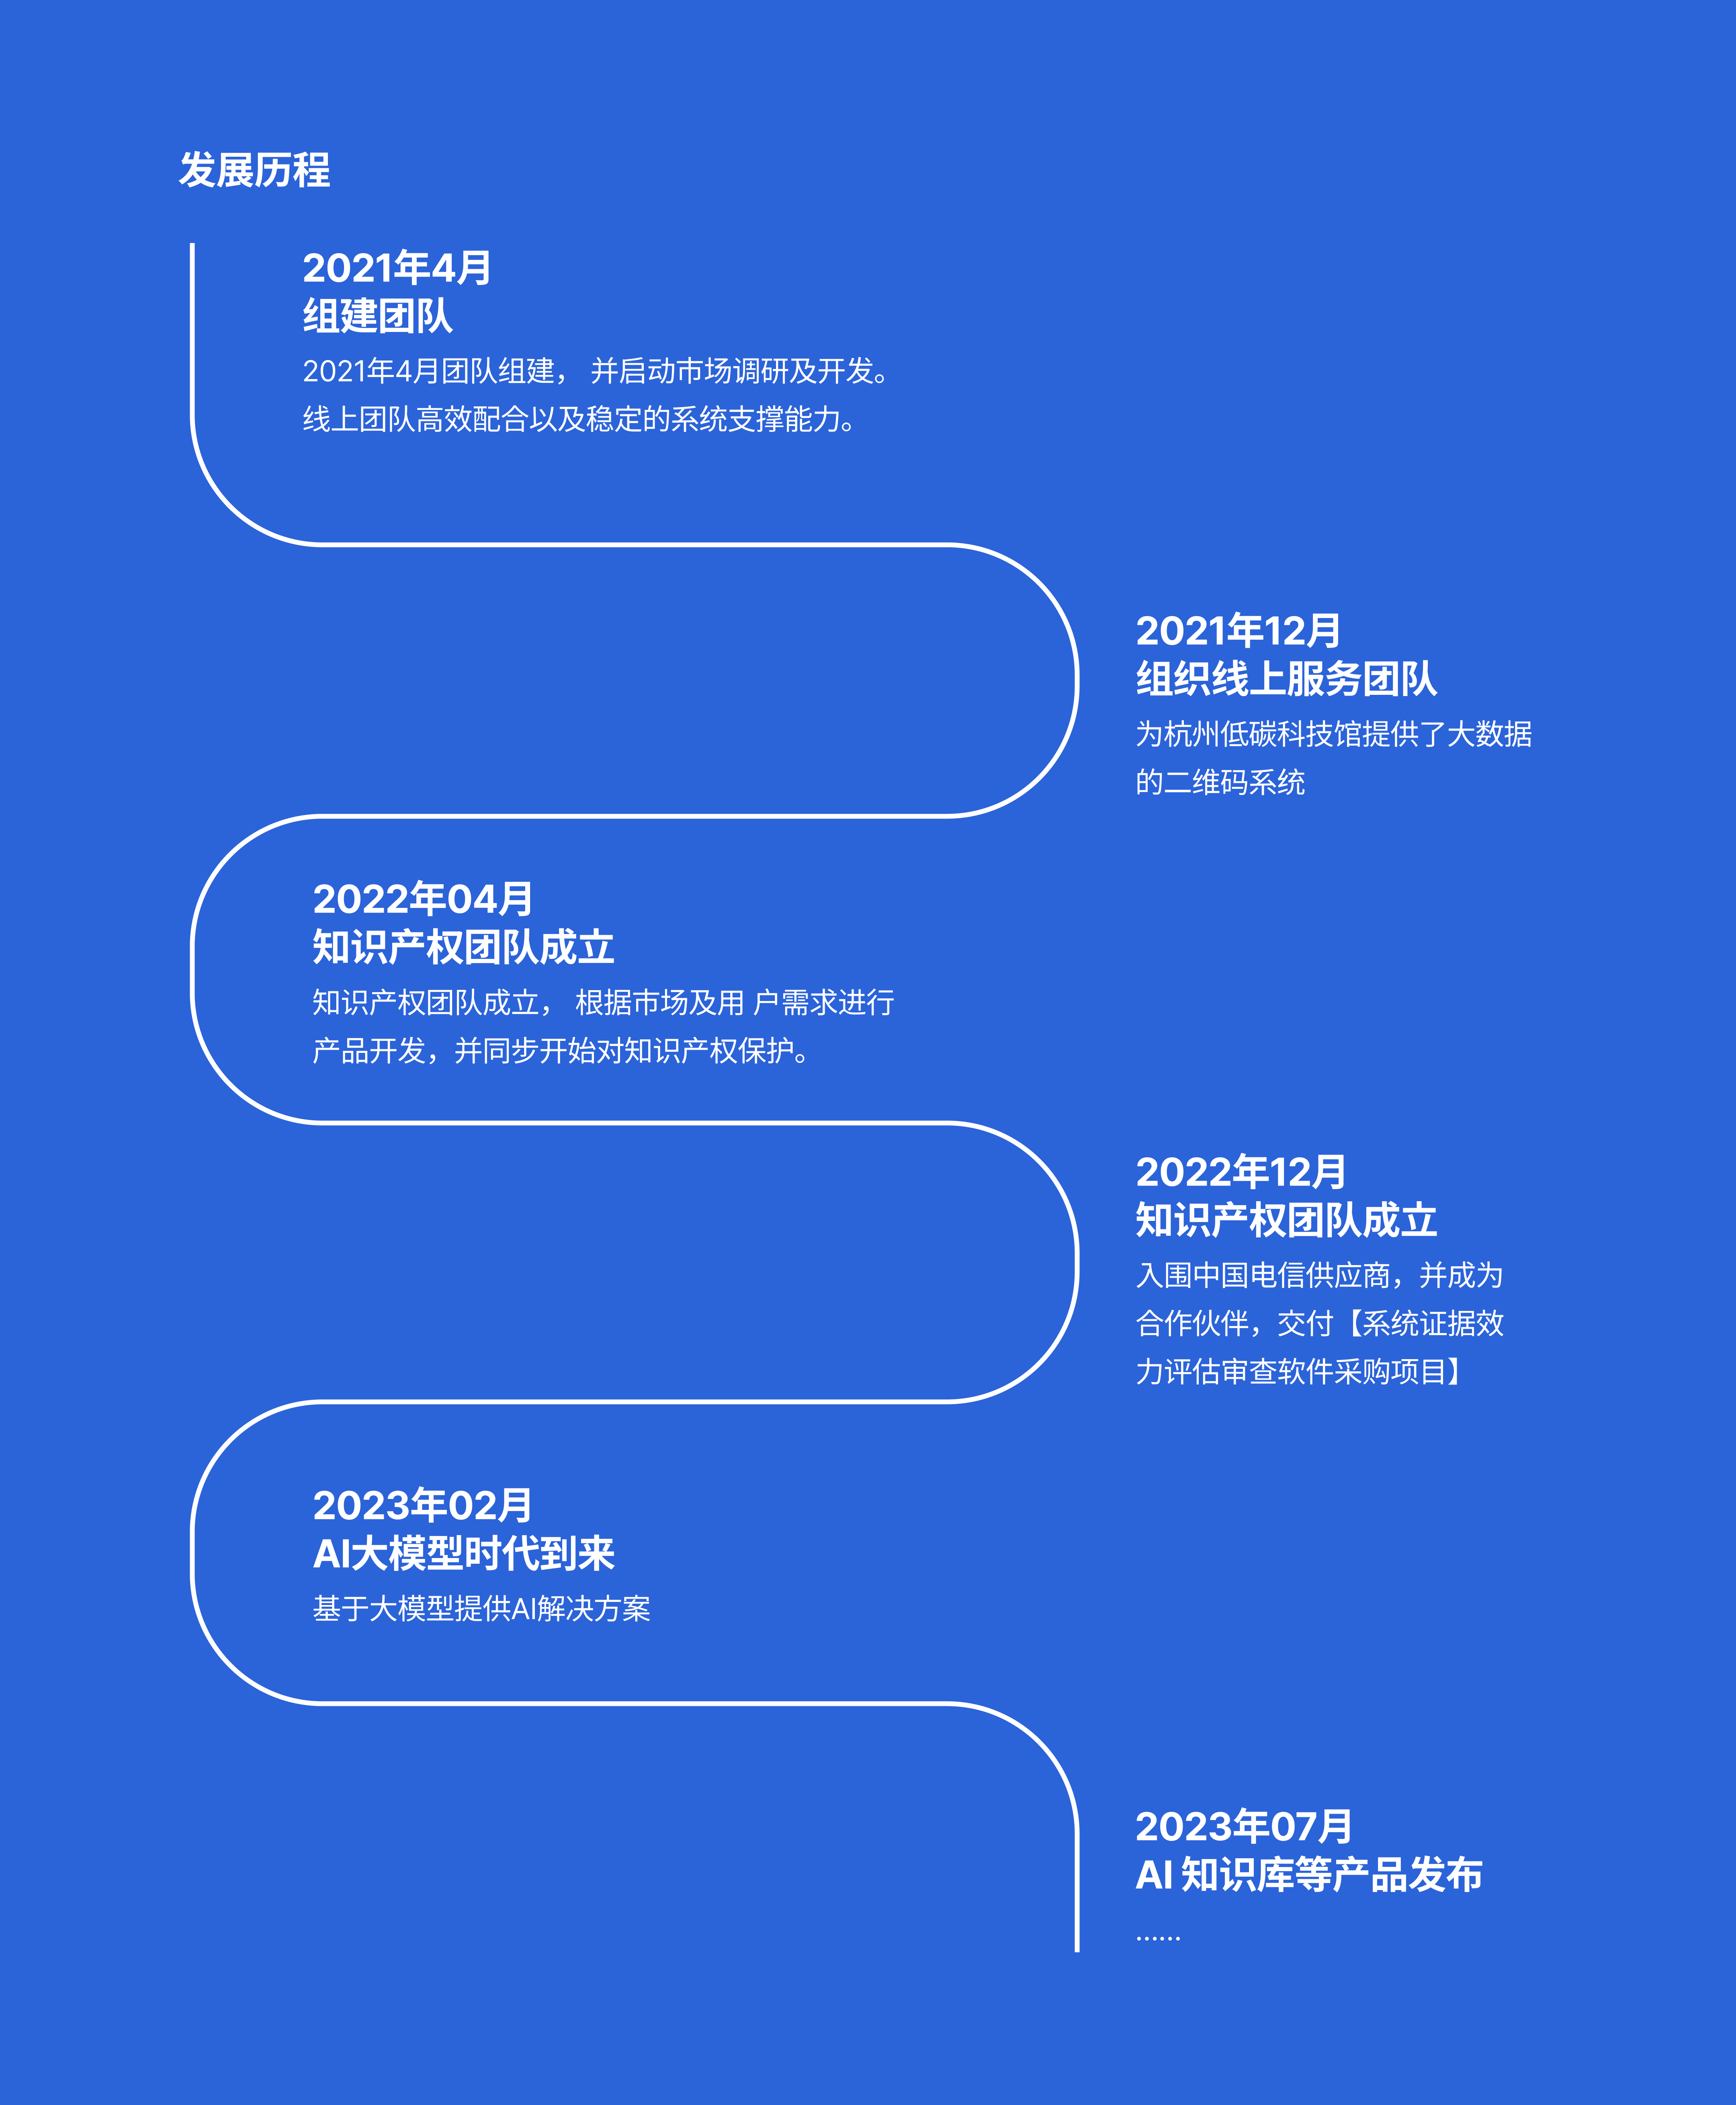 发展历程
2021年4月
组建团队
2021年4月团队组建， 并启动市场调研及开发。
线上团队高效配合以及稳定的系统支撑能力。
2021年12月
组织线上服务团队
为杭州低碳科技馆提供了大数据
的二维码系统
2022年04月
知识产权团队成立
知识产权团队成立， 根据市场及用 户需求进行
产品开发，并同步开始对知识产权保护。
2022年12月
知识产权团队成立
入围中国电信供应商，并成为
合作伙伴，交付【系统证据效
力评估审查软件采购项目】
2023年02月
AI大模型时代到来
基于大模型提供AI解决方案
2023年07月
AI 知识库等产品发布
......